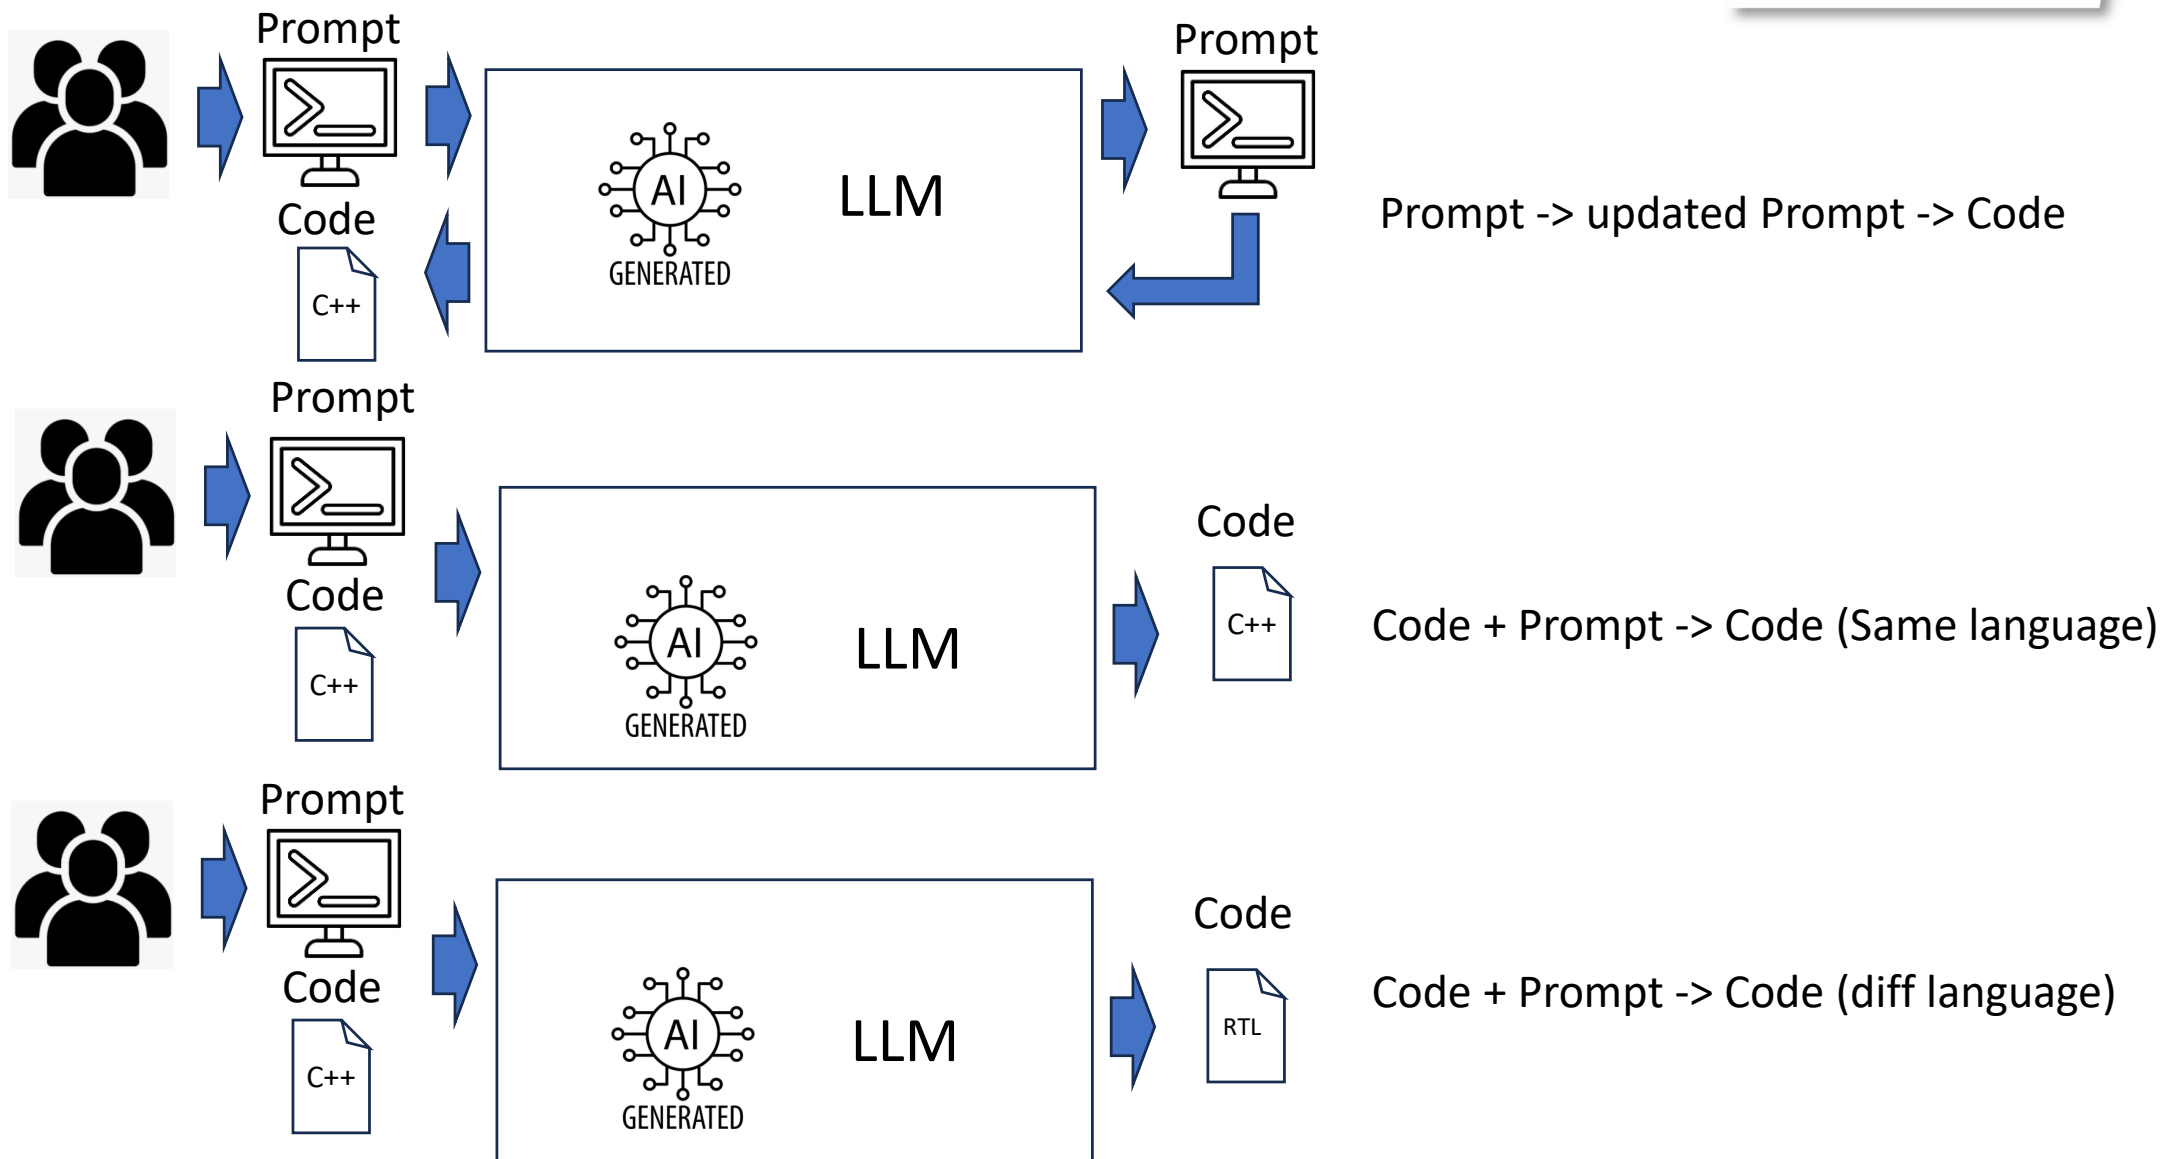 Prompt
Prompt
AI
LLM
GENERATED
Code
C++
Prompt -> updated Prompt -> Code
Prompt
Code
C++
AI
LLM
GENERATED
Code
C++
Code + Prompt -> Code (Same language)
Prompt
Code
C++
AI
LLM
GENERATED
Code
RTL
Code + Prompt -> Code (diff language)